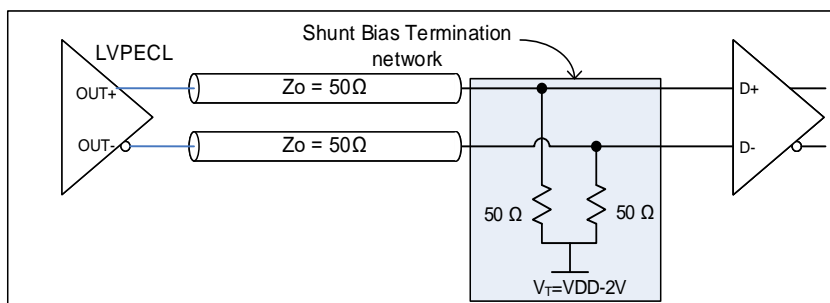 Shunt Bias Termination
network
LVPECL
OUT+
Zo = 50Ω
D+
OUT-
Zo = 50Ω
D-
50 Ω
50 Ω
VT=VDD-2V